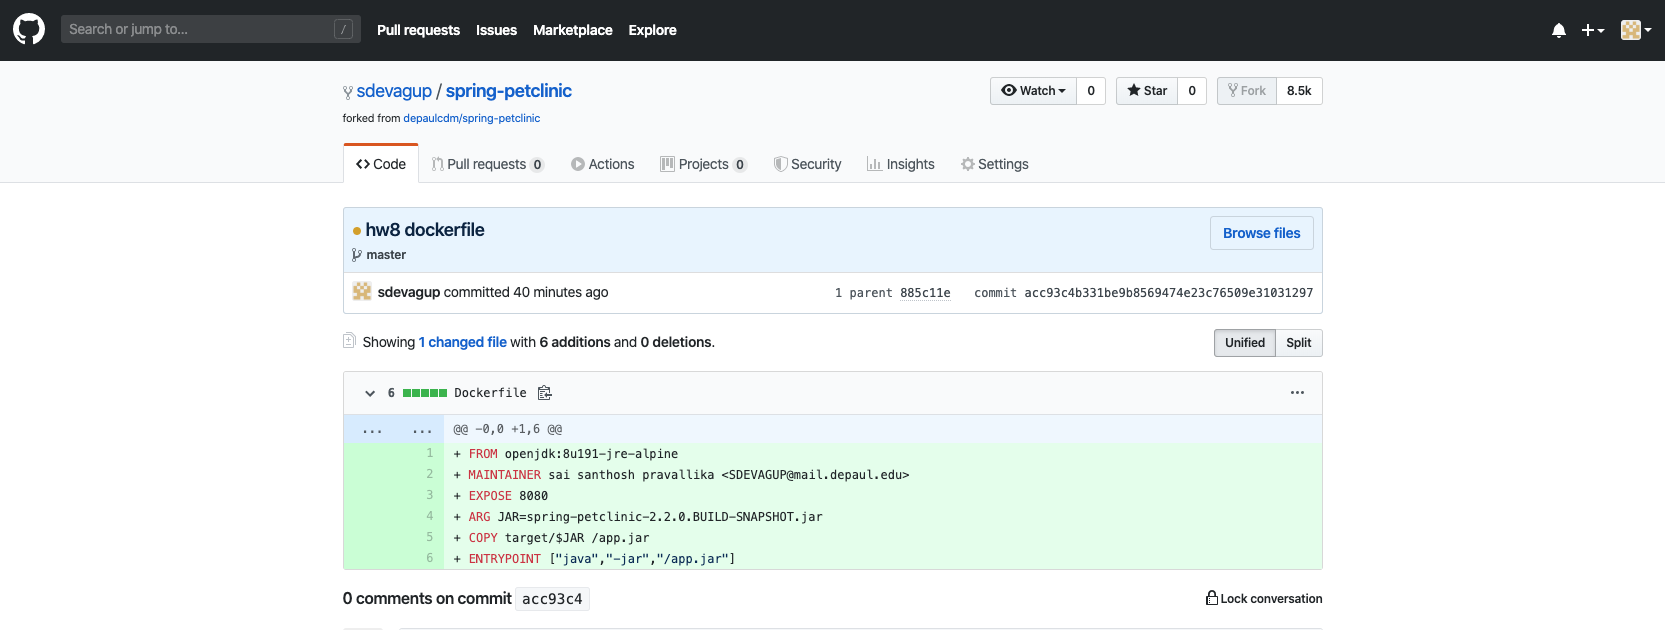 Search or jump to... /
Pull requests Issues Marketplace Explore
sdevagup / spring-petclinic
Watch 0 Star 0 Fork 8.5k
forked from depaulcdm/spring-petclinic
Code Pull requests 0 Actions Projects 0 Security Insights Settings
hw8 dockerfile
Browse files
master
sdevagup committed 40 minutes ago 1 parent 885c11e commit acc93c4b331be9b8569474e23c76509e31031297
Showing 1 changed file with 6 additions and 0 deletions.
Unified Split
6 Dockerfile ...
... ... @@ -0,0 +1,6 @@
1 + FROM openjdk:8u191-jre-alpine
2 + MAINTAINER sai santhosh pravallika <SDEVAGUP@mail.depaul.edu>
3 + EXPOSE 8080
4 + ARG JAR=spring-petclinic-2.2.0.BUILD-SNAPSHOT.jar
5 + COPY target/$JAR /app.jar
6 + ENTRYPOINT ["java","-jar","/app.jar"]
0 comments on commit acc93c4
Lock conversation